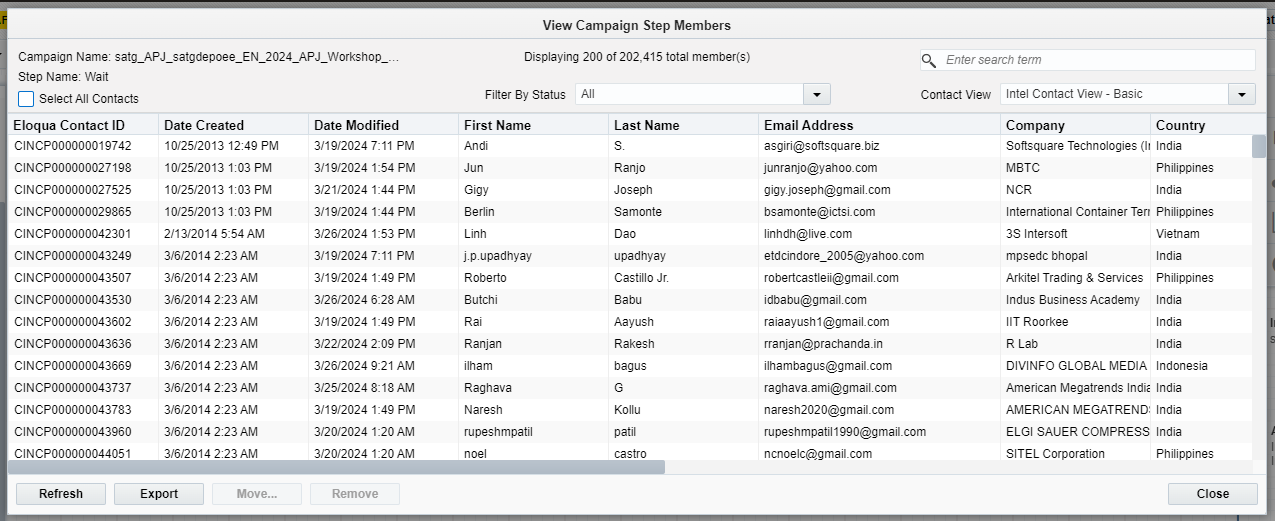 View Campaign Step Members
Campaign Name: satg_APJ_satgdepoee_EN_2024_APJ_Workshop_... Displaying 200 of 202,415 total member(s) Enter search term
Step Name: Wait
Select All Contacts Filter By Status All Contact View Intel Contact View - Basic
Eloqua Contact ID Date Created Date Modified First Name Last Name Email Address Company Country
CINCP000000019742 10/25/2013 12:49 PM 3/19/2024 7:11 PM Andi S. asgiri@softsquare.biz Softsquare Technologies (I India
CINCP000000027198 10/25/2013 1:03 PM 3/19/2024 1:54 PM Jun Ranjo junranjo@yahoo.com MBTC Philippines
CINCP000000027525 10/25/2013 1:03 PM 3/21/2024 1:44 PM Gigy Joseph gigy.joseph@gmail.com NCR India
CINCP000000029865 10/25/2013 1:03 PM 3/19/2024 1:44 PM Berlin Samonte bsamonte@ictsi.com International Container Ter Philippines
CINCP000000042301 2/13/2014 5:54 AM 3/26/2024 1:53 PM Linh Dao linhdh@live.com 3S Intersoft Vietnam
CINCP000000043249 3/6/2014 2:23 AM 3/19/2024 7:11 PM j.p.upadhyay upadhyay etdcindore_2005@yahoo.com mpsedc bhopal India
CINCP000000043507 3/6/2014 2:23 AM 3/19/2024 1:49 PM Roberto Castillo Jr. robertcastleii@gmail.com Arkitel Trading & Services Philippines
CINCP000000043530 3/6/2014 2:23 AM 3/26/2024 6:28 AM Butchi Babu idbabu@gmail.com Indus Business Academy India
CINCP000000043602 3/6/2014 2:23 AM 3/19/2024 1:49 PM Rai Aayush raiaayush1@gmail.com IIT Roorkee India
CINCP000000043636 3/6/2014 2:23 AM 3/22/2024 2:09 PM Ranjan Rakesh rranjan@prachanda.in R Lab India
CINCP000000043669 3/6/2014 2:23 AM 3/26/2024 9:21 AM ilham bagus ilhambagus@gmail.com DIVINFO GLOBAL MEDIA Indonesia
CINCP000000043737 3/6/2014 2:23 AM 3/25/2024 8:18 AM Raghava G raghava.ami@gmail.com American Megatrends India India
CINCP000000043783 3/6/2014 2:23 AM 3/19/2024 1:49 PM Naresh Kollu naresh2020@gmail.com AMERICAN MEGATREND India
CINCP000000043960 3/6/2014 2:23 AM 3/20/2024 1:20 AM rupeshmpatil patil rupeshmpatil1990@gmail.com ELGI SAUER COMPRESS India
CINCP000000044051 3/6/2014 2:23 AM 3/20/2024 1:20 AM noel castro ncnoelc@gmail.com SITEL Corporation Philippines
Refresh Export Move... Remove Close